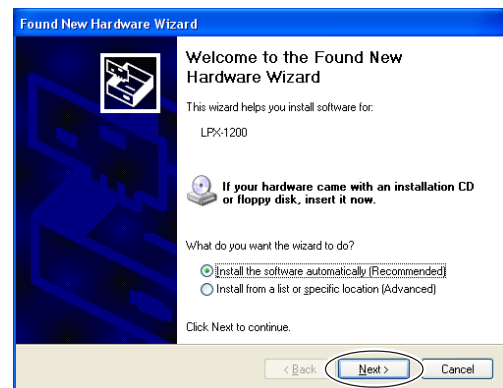 Found New Hardware Wizard
Welcome to the Found New
Hardware Wizard
This wizard helps you install software for:
LPX-1200
If your hardware came with an installation CD
or floppy disk, insert it now.
What do you want the wizard to do?
Install the software automatically (Recommended)
Install from a list or specific location (Advanced)
Click Next to continue.
< Back Next > Cancel